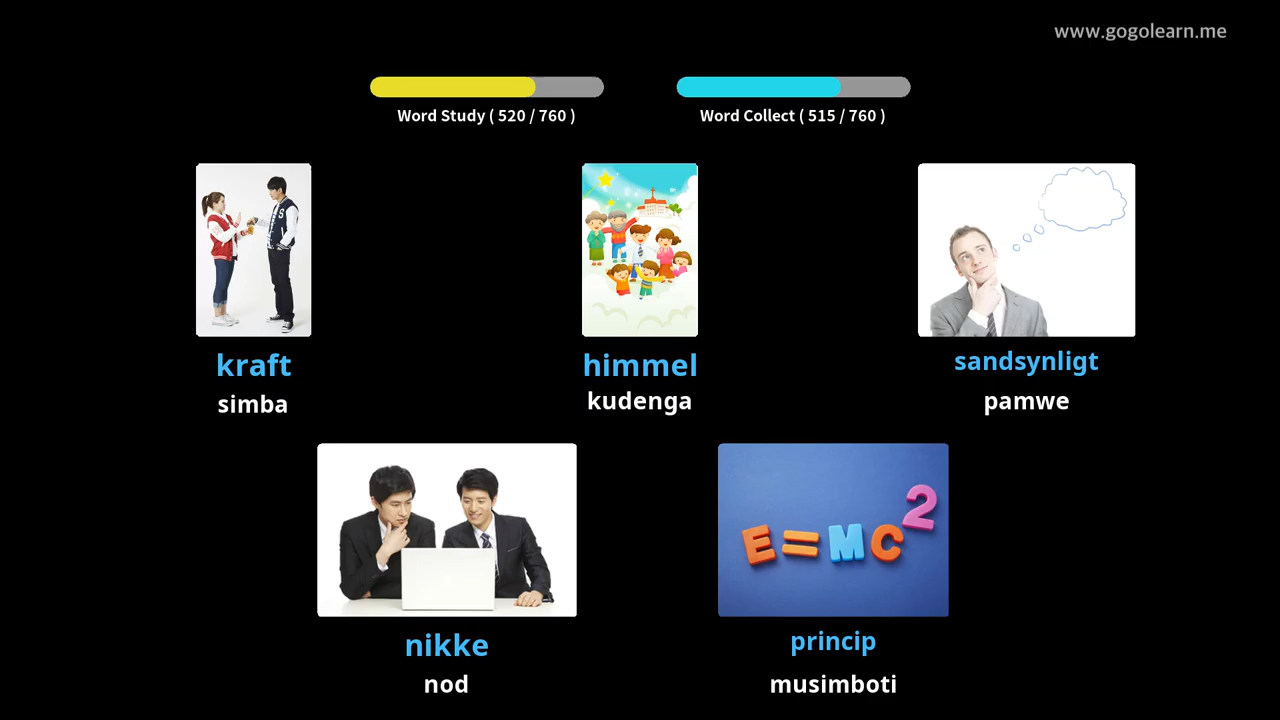 www.gogolearn.me
Word Study ( 520 / 760 )
Word Collect ( 515 / 760 )
kraft
simba
himmel
kudenga
sandsynligt
pamwe
nikke
nod
E=MC2
princip
musimboti